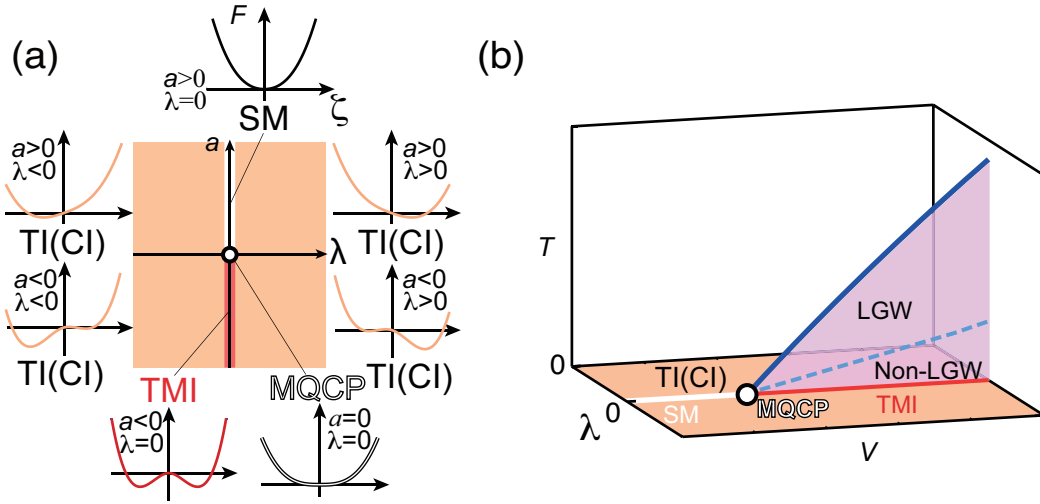 (a)
F
a>0
λ=0
ζ
SM
a>0
λ<0
TI(CI)
a
a>0
λ>0
TI(CI)
λ
a<0
λ<0
TI(CI)
a<0
λ>0
TI(CI)
TMI
MQCP
a<0
λ=0
a=0
λ=0
(b)
T
LGW
0
TI(CI)
Non-LGW
λ
0
SM
MQCP
TMI
V